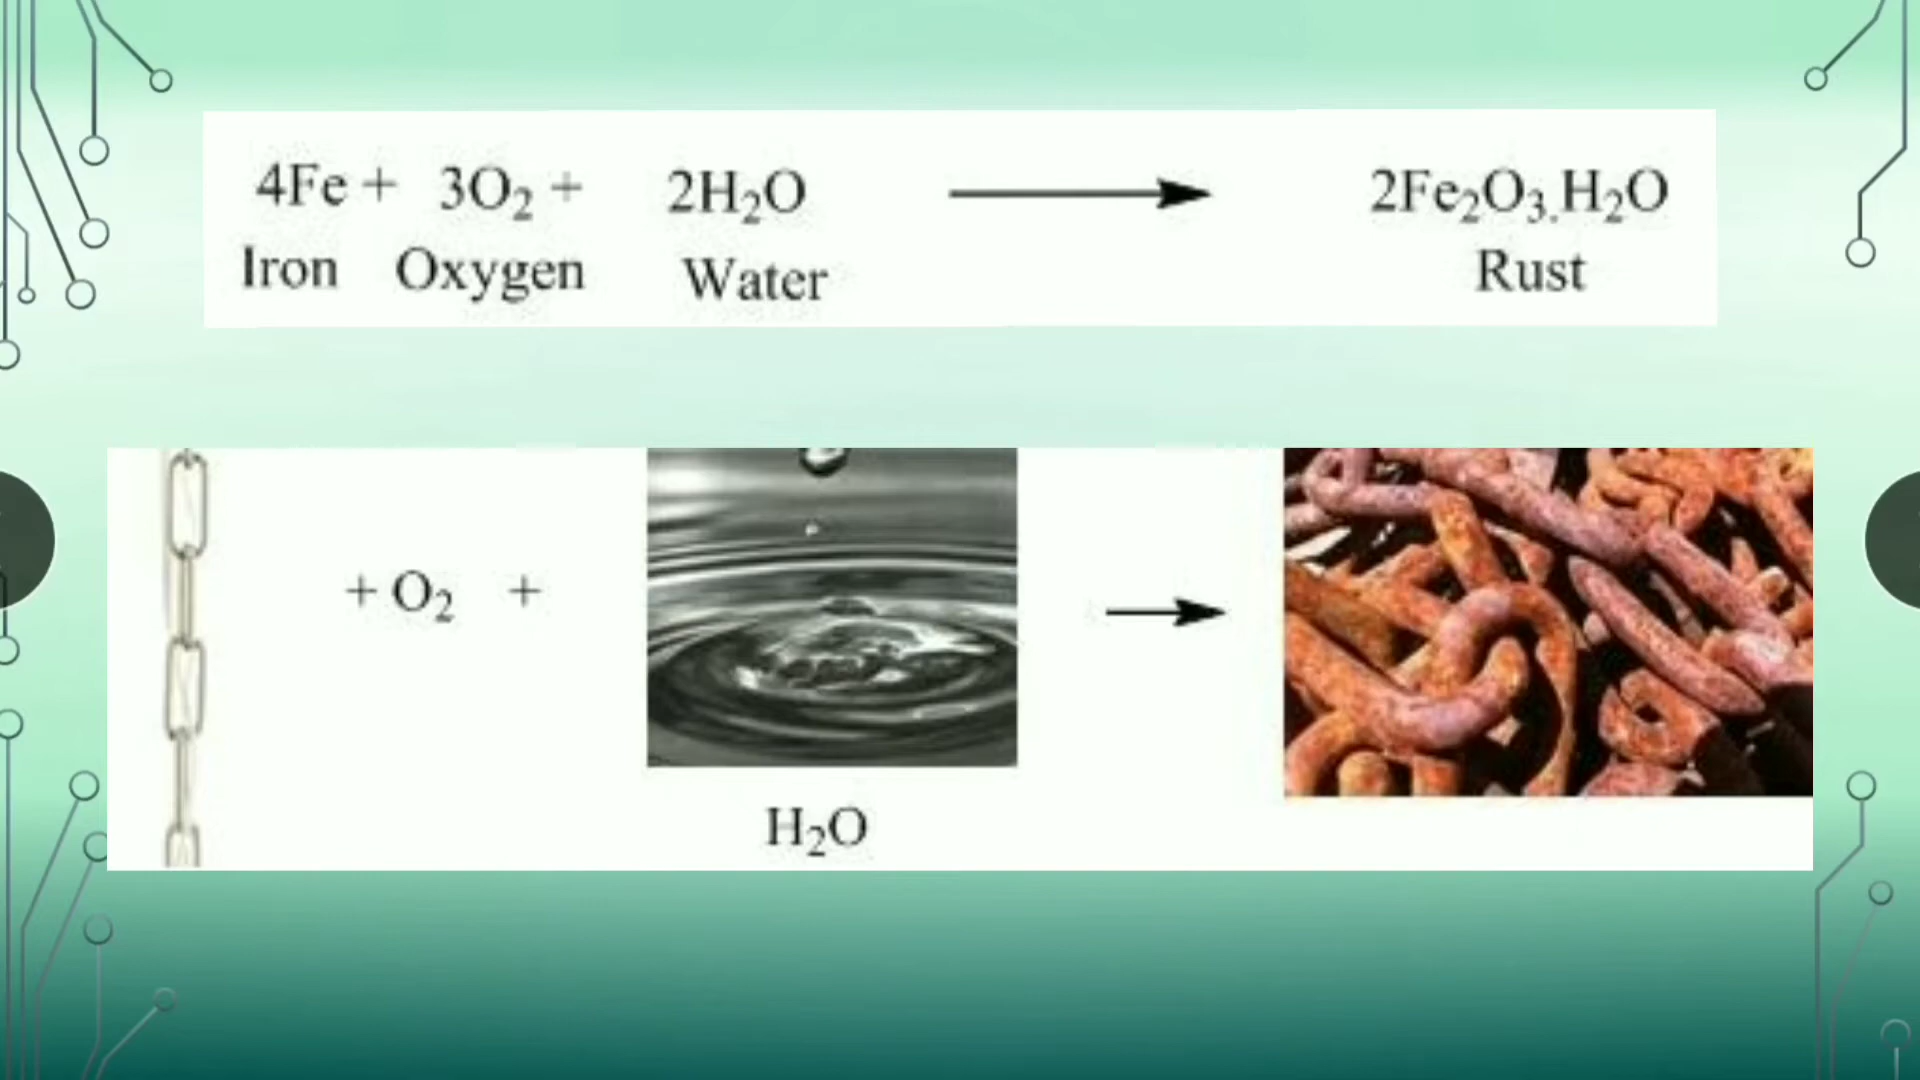 4Fe + 3O₂ + 2H₂O 2Fe₂O₃.H₂O
Iron Oxygen Water Rust
+ O₂ +
H₂O